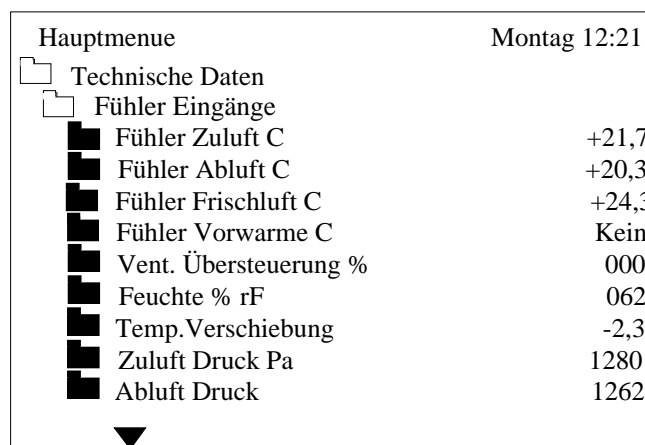 Hauptmenue Montag 12:21
Technische Daten
Fühler Eingänge
Fühler Zuluft C +21,7
Fühler Abluft C +20,3
Fühler Frischluft C +24,3
Fühler Vorwarme C Kein
Vent. Übersteuerung % 000
Feuchte % rF 062
Temp.Verschiebung -2,3
Zuluft Druck Pa 1280
Abluft Druck 1262